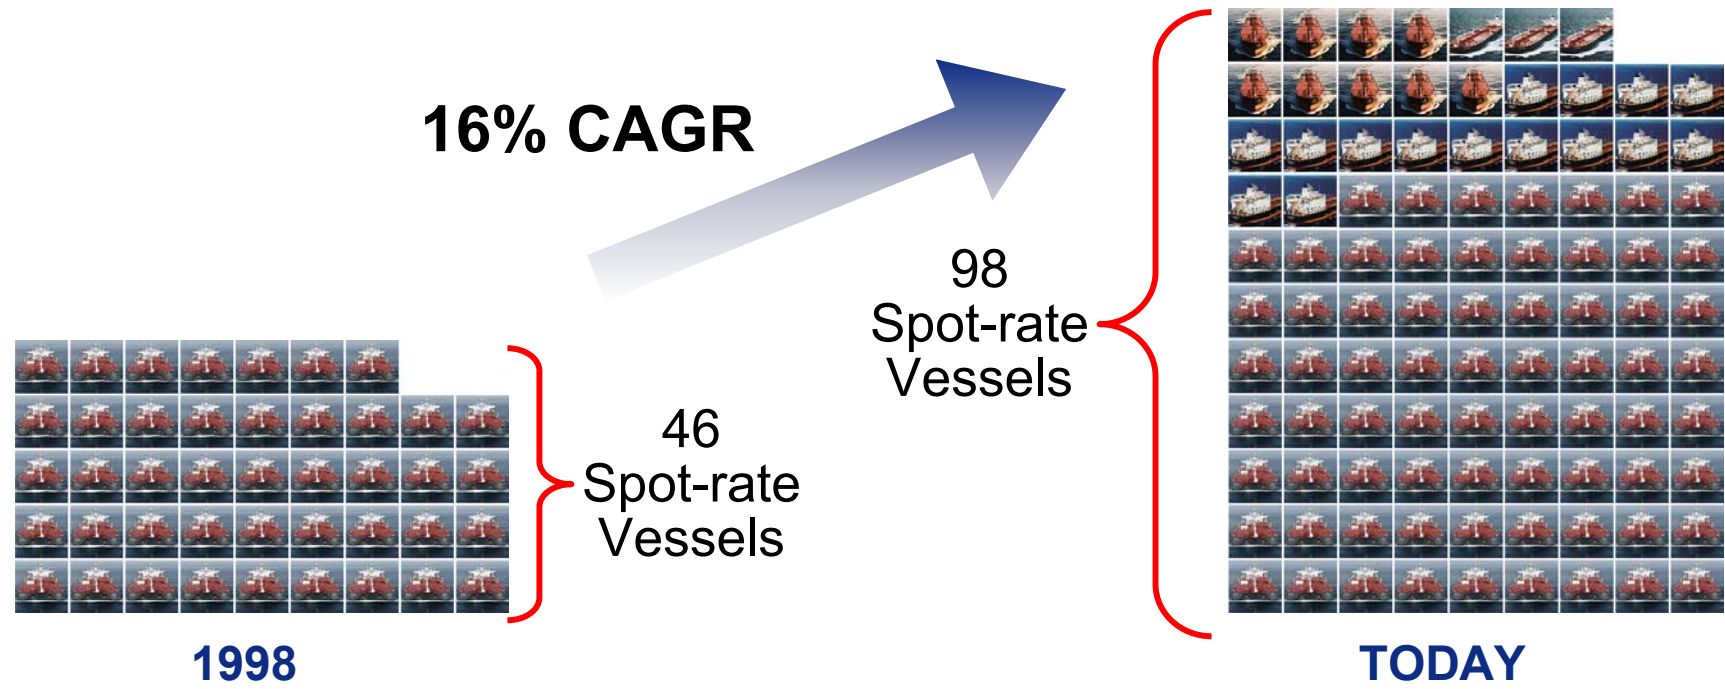 16% CAGR
98
Spot-rate
Vessels
46
Spot-rate
Vessels
1998
TODAY